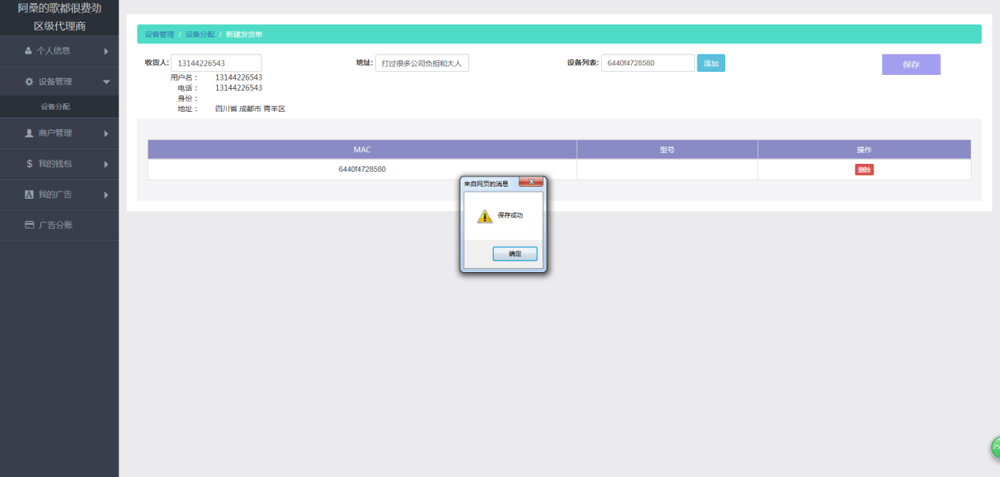 阿桑的歌都很费劲
区级代理商
个人信息
设备管理
设备分配
商户管理
$ 我的钱包
我的广告
广告分账
设备管理 / 设备分配 / 新建发货单
收货人: 13144226543 地址: 打过很多公司负担和大人 设备列表: 6440f4728580 添加 保存
用户名: 13144226543
电话: 13144226543
身份:
地址: 四川省 成都市 青羊区
MAC 型号 操作
6440f4728580 删除
来自网页的消息 X
保存成功
确定
25